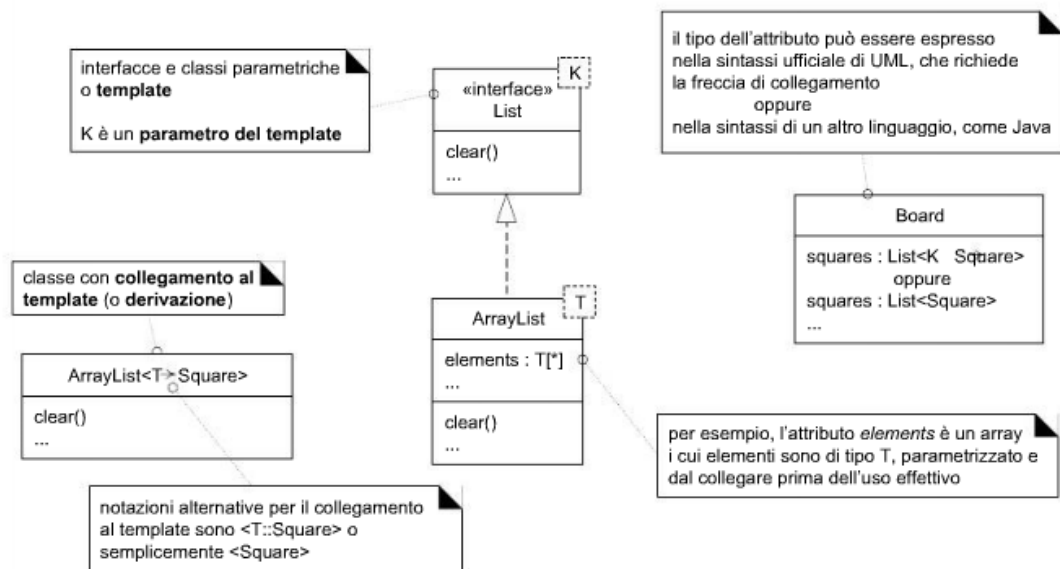 interfacce e classi parametriche
o template
K è un parametro del template
K
«interface»
List
clear()
...
il tipo dell'attributo può essere espresso
nella sintassi ufficiale di UML, che richiede
la freccia di collegamento
oppure
nella sintassi di un altro linguaggio, come Java
Board
squares : List<K Square>
oppure
squares : List<Square>
...
classe con collegamento al
template (o derivazione)
ArrayList<T➔Square>
clear()
...
T
ArrayList
elements : T[*]
...
clear()
...
per esempio, l'attributo elements è un array
i cui elementi sono di tipo T, parametrizzato e
dal collegare prima dell'uso effettivo
notazioni alternative per il collegamento
al template sono <T::Square> o
semplicemente <Square>